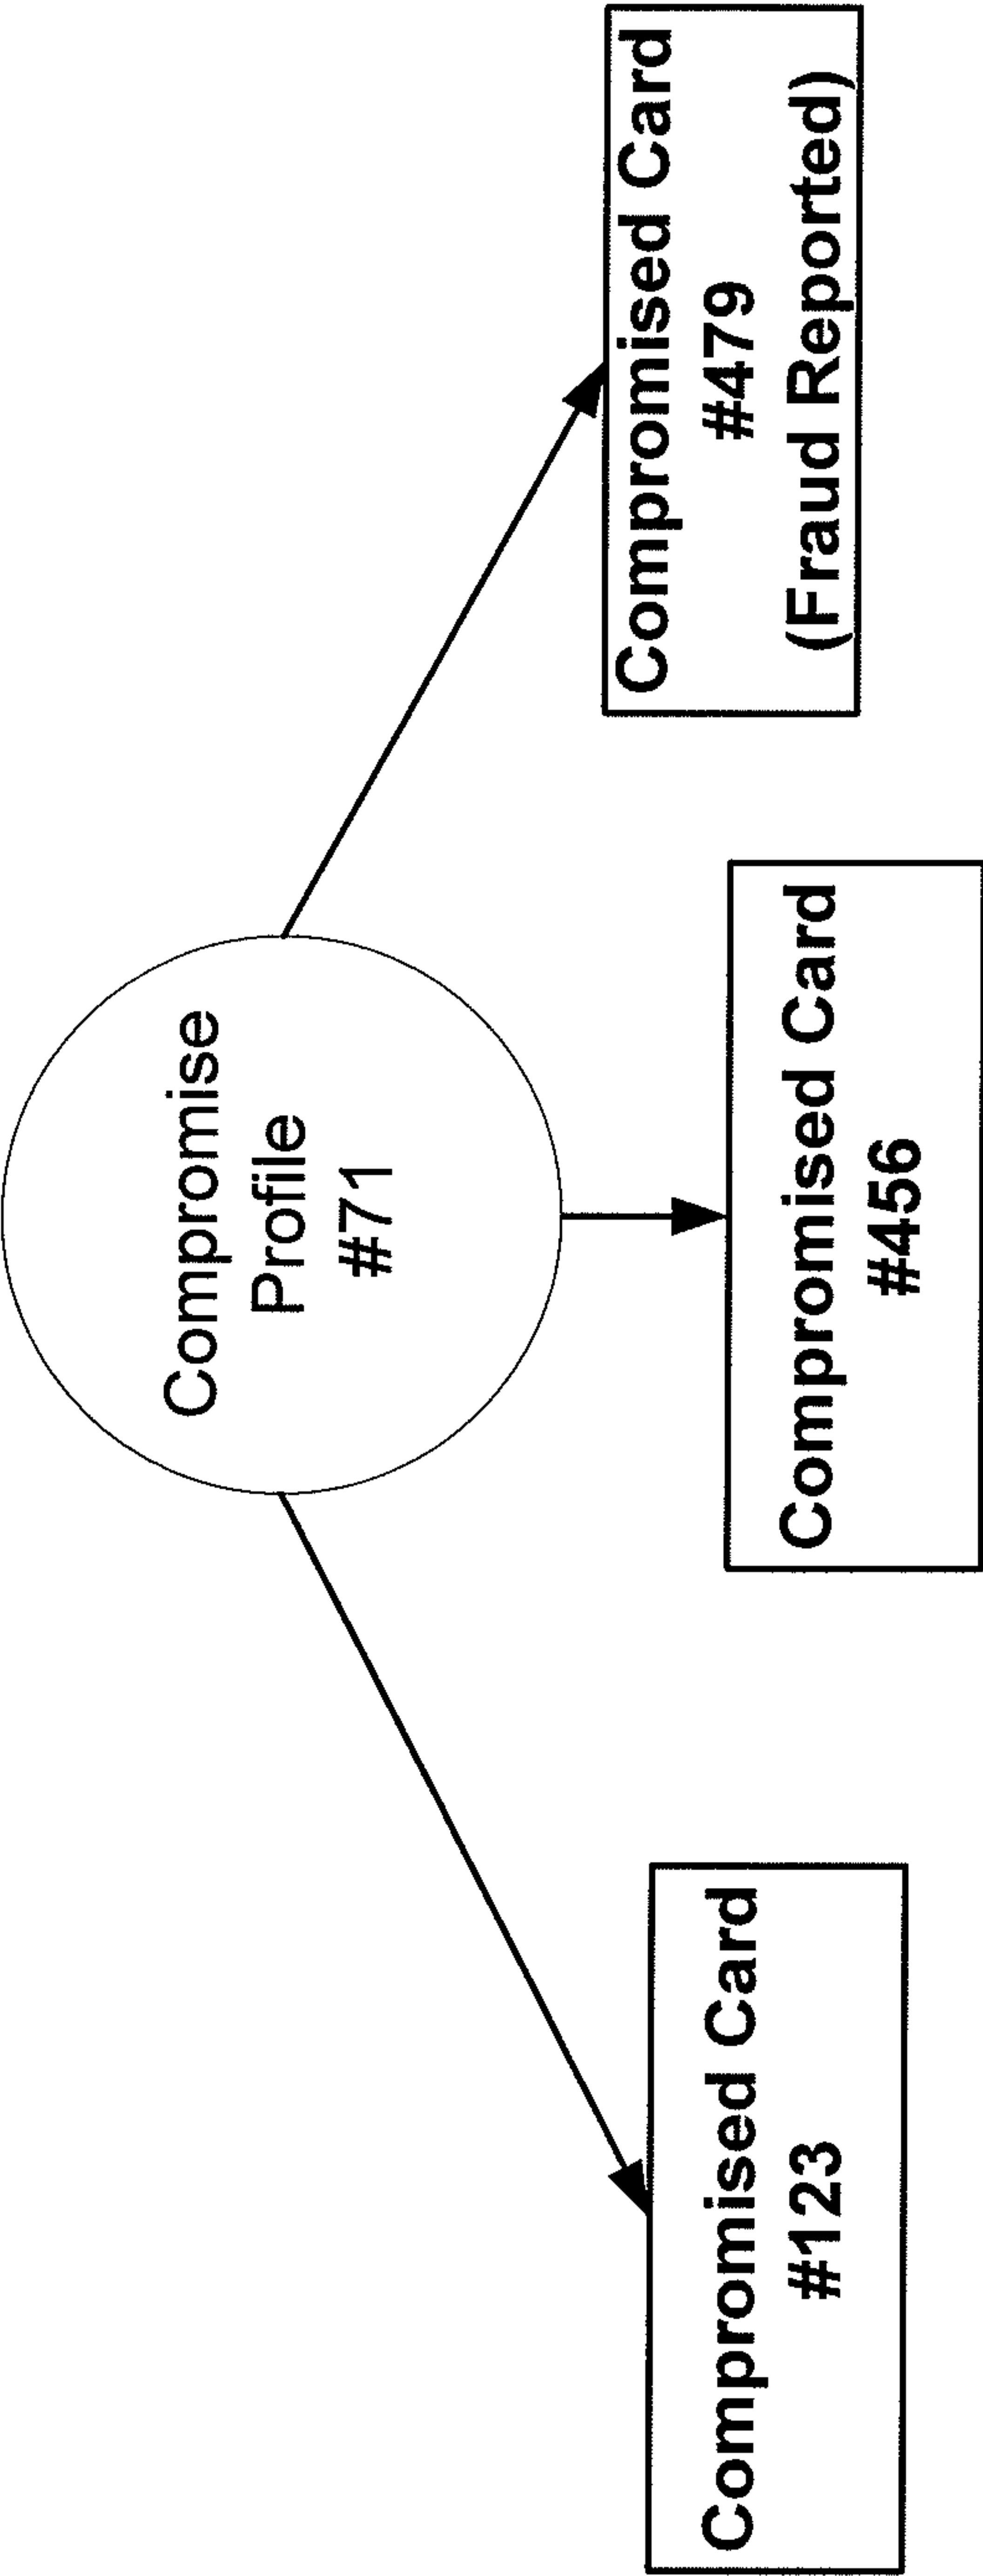 Compromise
Profile
#71
Compromised Card
#123
Compromised Card
#456
Compromised Card
#479
(Fraud Reported)